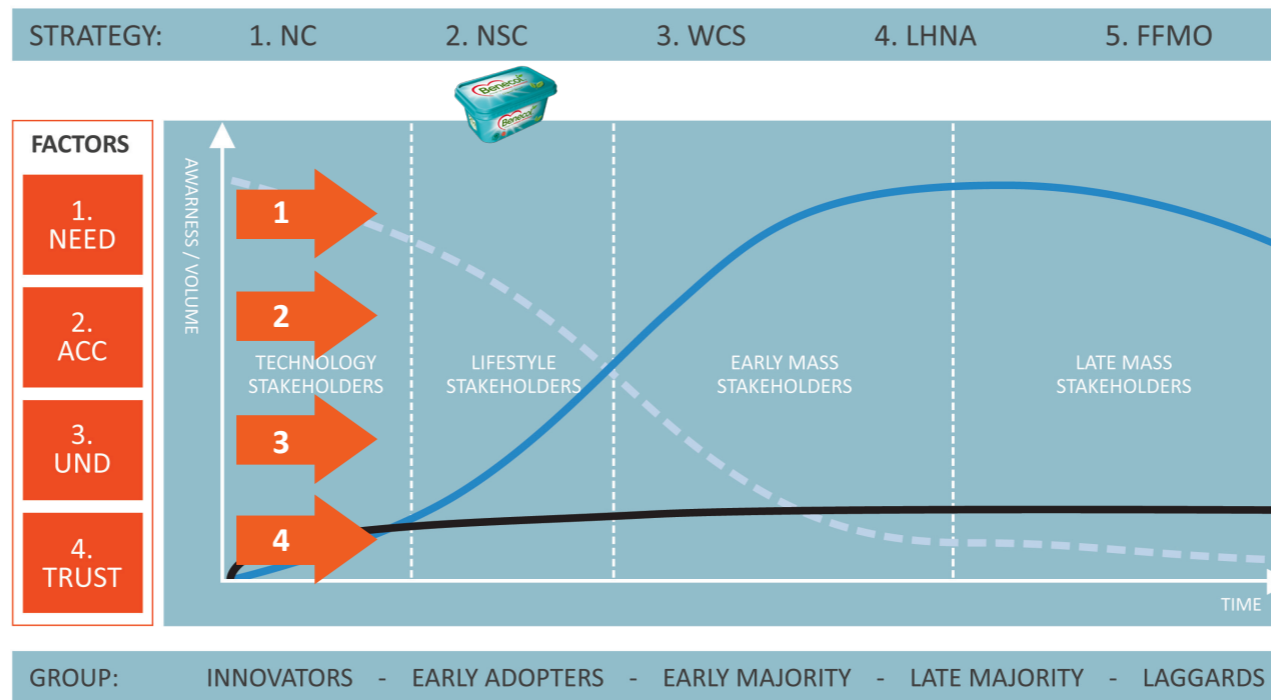 STRATEGY: 1. NC 2. NSC 3. WCS 4. LHNA 5. FFMO
Benecol
Benecol
FACTORS
1.
NEED
2.
ACC
3.
UND
4.
TRUST
AWARNESS / VOLUME
1
2
3
4
TECHNOLOGY
STAKEHOLDERS
LIFESTYLE
STAKEHOLDERS
EARLY MASS
STAKEHOLDERS
LATE MASS
STAKEHOLDERS
TIME
GROUP: INNOVATORS - EARLY ADOPTERS - EARLY MAJORITY - LATE MAJORITY - LAGGARDS